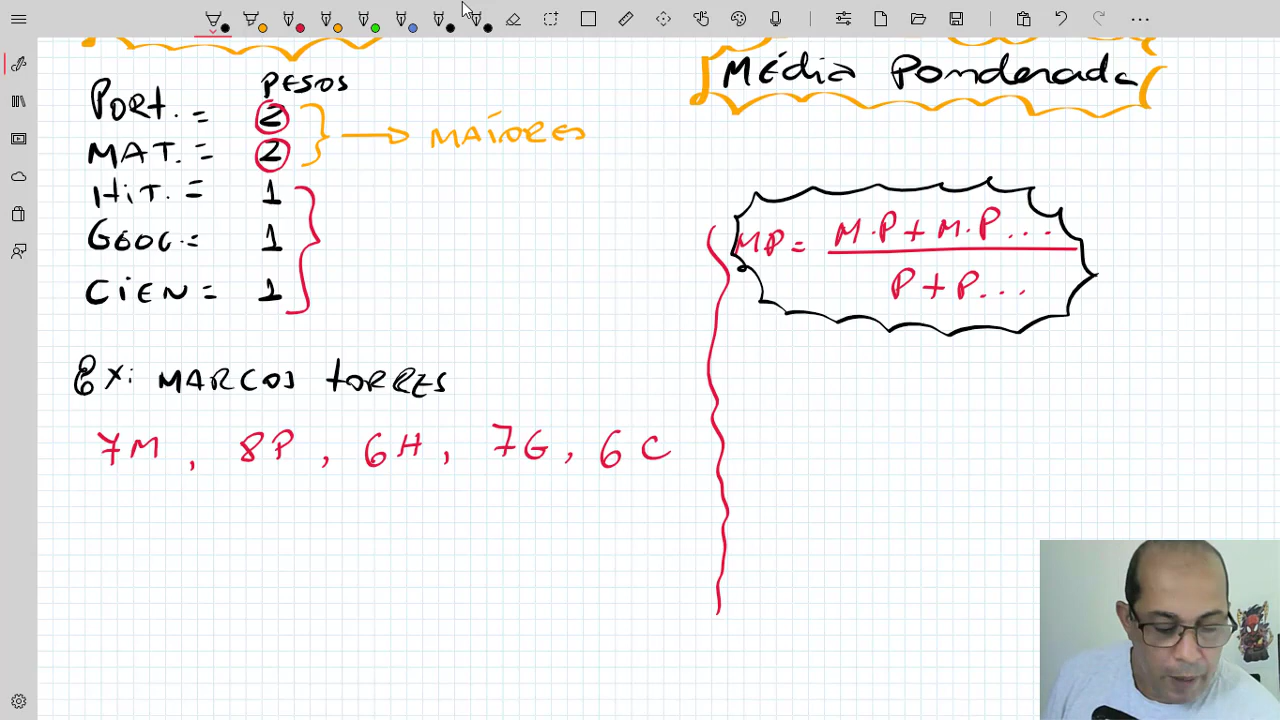 PESOS
PORT. = 2
MAT. = 2
MAIORES
HiT. = 1
GEOG. = 1
CiEN = 1
Ex: MARCOS TORRES
7M, 8P, 6H, 7G, 6C
Média Ponderada
MP = M.P + M.P...
P + P...